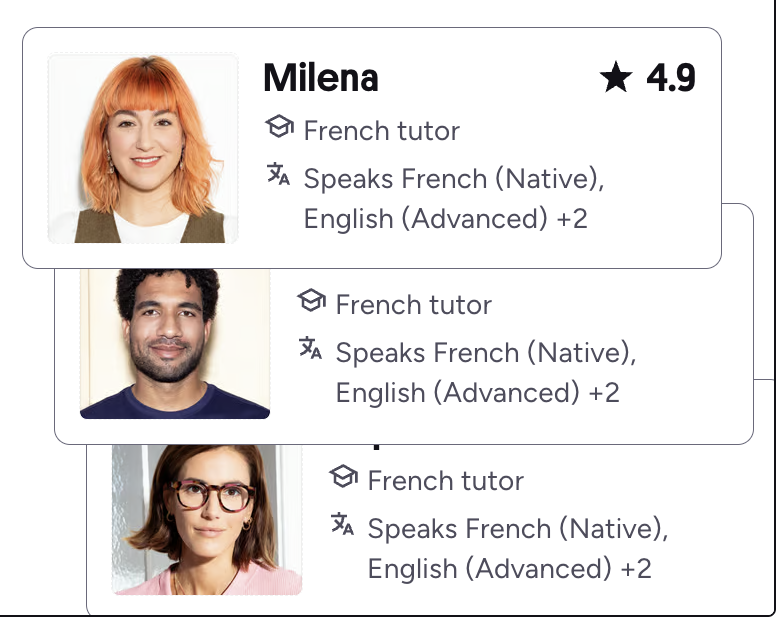 Milena
4.9
French tutor
Speaks French (Native),
English (Advanced) +2
French tutor
Speaks French (Native),
English (Advanced) +2
French tutor
Speaks French (Native),
English (Advanced) +2